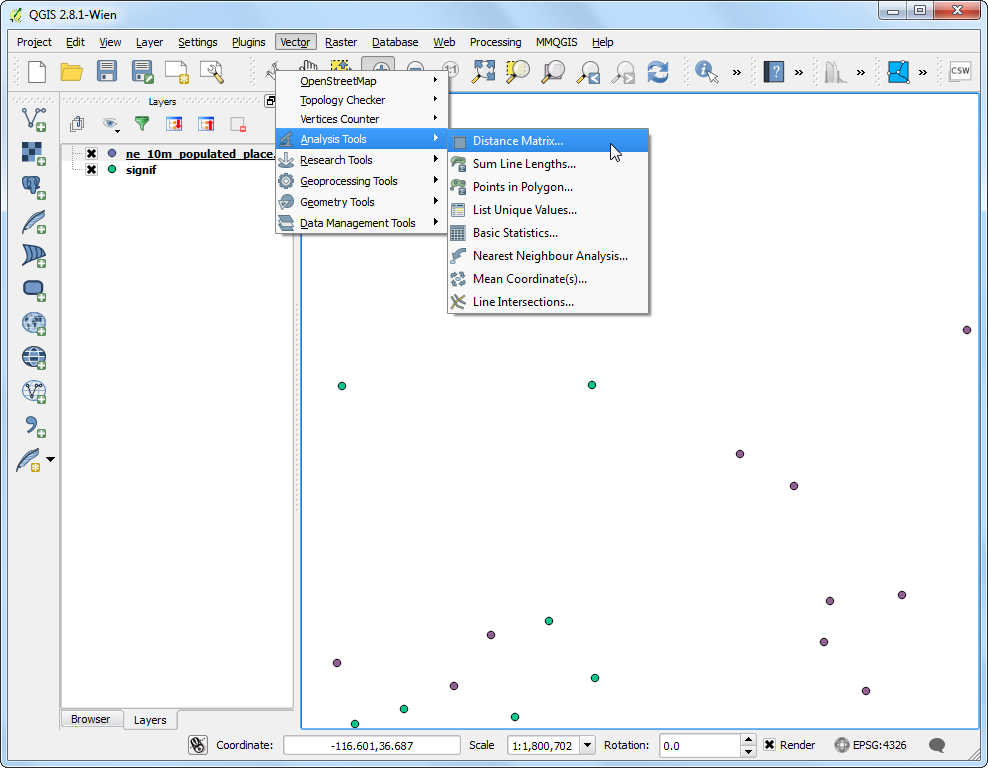 QGIS 2.8.1-Wien
Project Edit View Layer Settings Plugins Vector Raster Database Web Processing MMQGIS Help
CSW
Layers
ne_10m_populated_place.
signif
OpenStreetMap
Topology Checker
Vertices Counter
Analysis Tools
Research Tools
Geoprocessing Tools
Geometry Tools
Data Management Tools
Distance Matrix...
Sum Line Lengths...
Points in Polygon...
List Unique Values...
Basic Statistics...
Nearest Neighbour Analysis...
Mean Coordinate(s)...
Line Intersections...
Browser Layers
Coordinate: -116.601,36.687 Scale 1:1,800,702 Rotation: 0.0 Render EPSG:4326